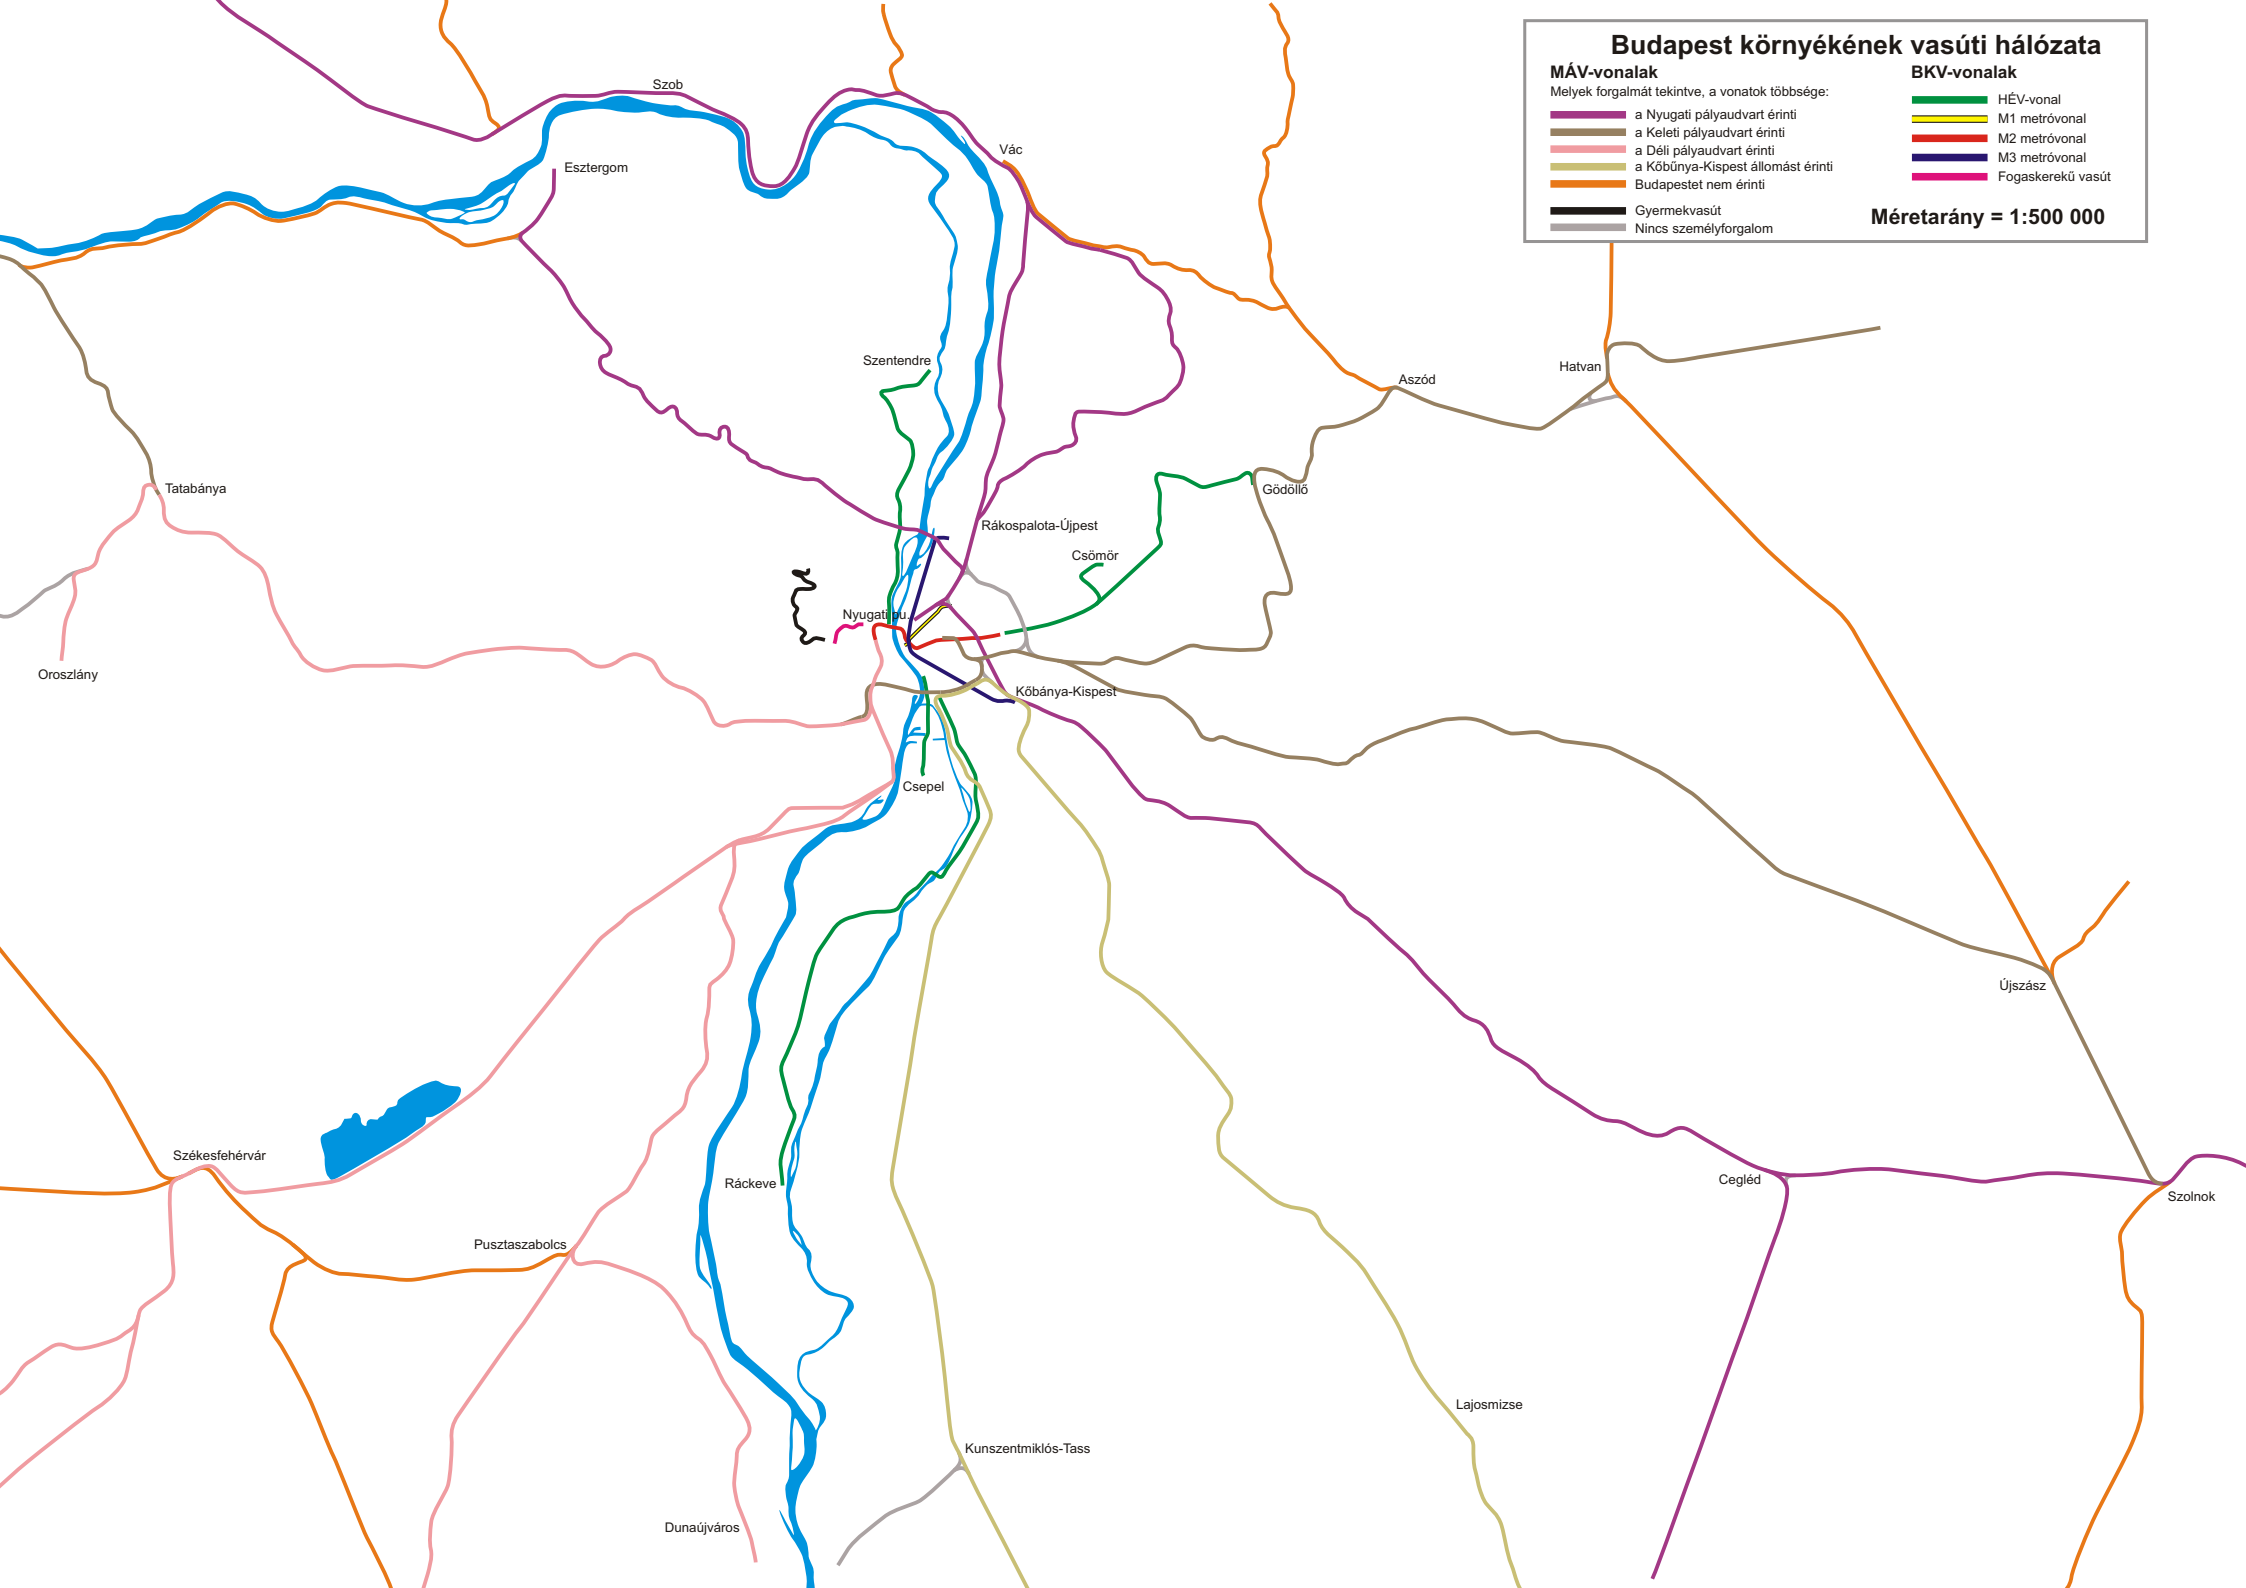 Budapest környékének vasúti hálózata
MÁV-vonalak
Melyek forgalmát tekintve, a vonatok többsége:
a Nyugati pályaudvart érinti
a Keleti pályaudvart érinti
a Déli pályaudvart érinti
a Kőbűnya-Kispest állomást érinti
Budapestet nem érinti
Gyermekvasút
Nincs személyforgalom
BKV-vonalak
HÉV-vonal
M1 metróvonal
M2 metróvonal
M3 metróvonal
Fogaskerekű vasút
Méretarány = 1:500 000
Szob
Vác
Esztergom
Szentendre
Hatvan
Aszód
Tatabánya
Gödöllő
Rákospalota-Újpest
Csömör
Nyugati pu.
Oroszlány
Kőbánya-Kispest
Csepel
Újszász
Székesfehérvár
Ráckeve
Cegléd
Szolnok
Pusztaszabolcs
Lajosmizse
Kunszentmiklós-Tass
Dunaújváros